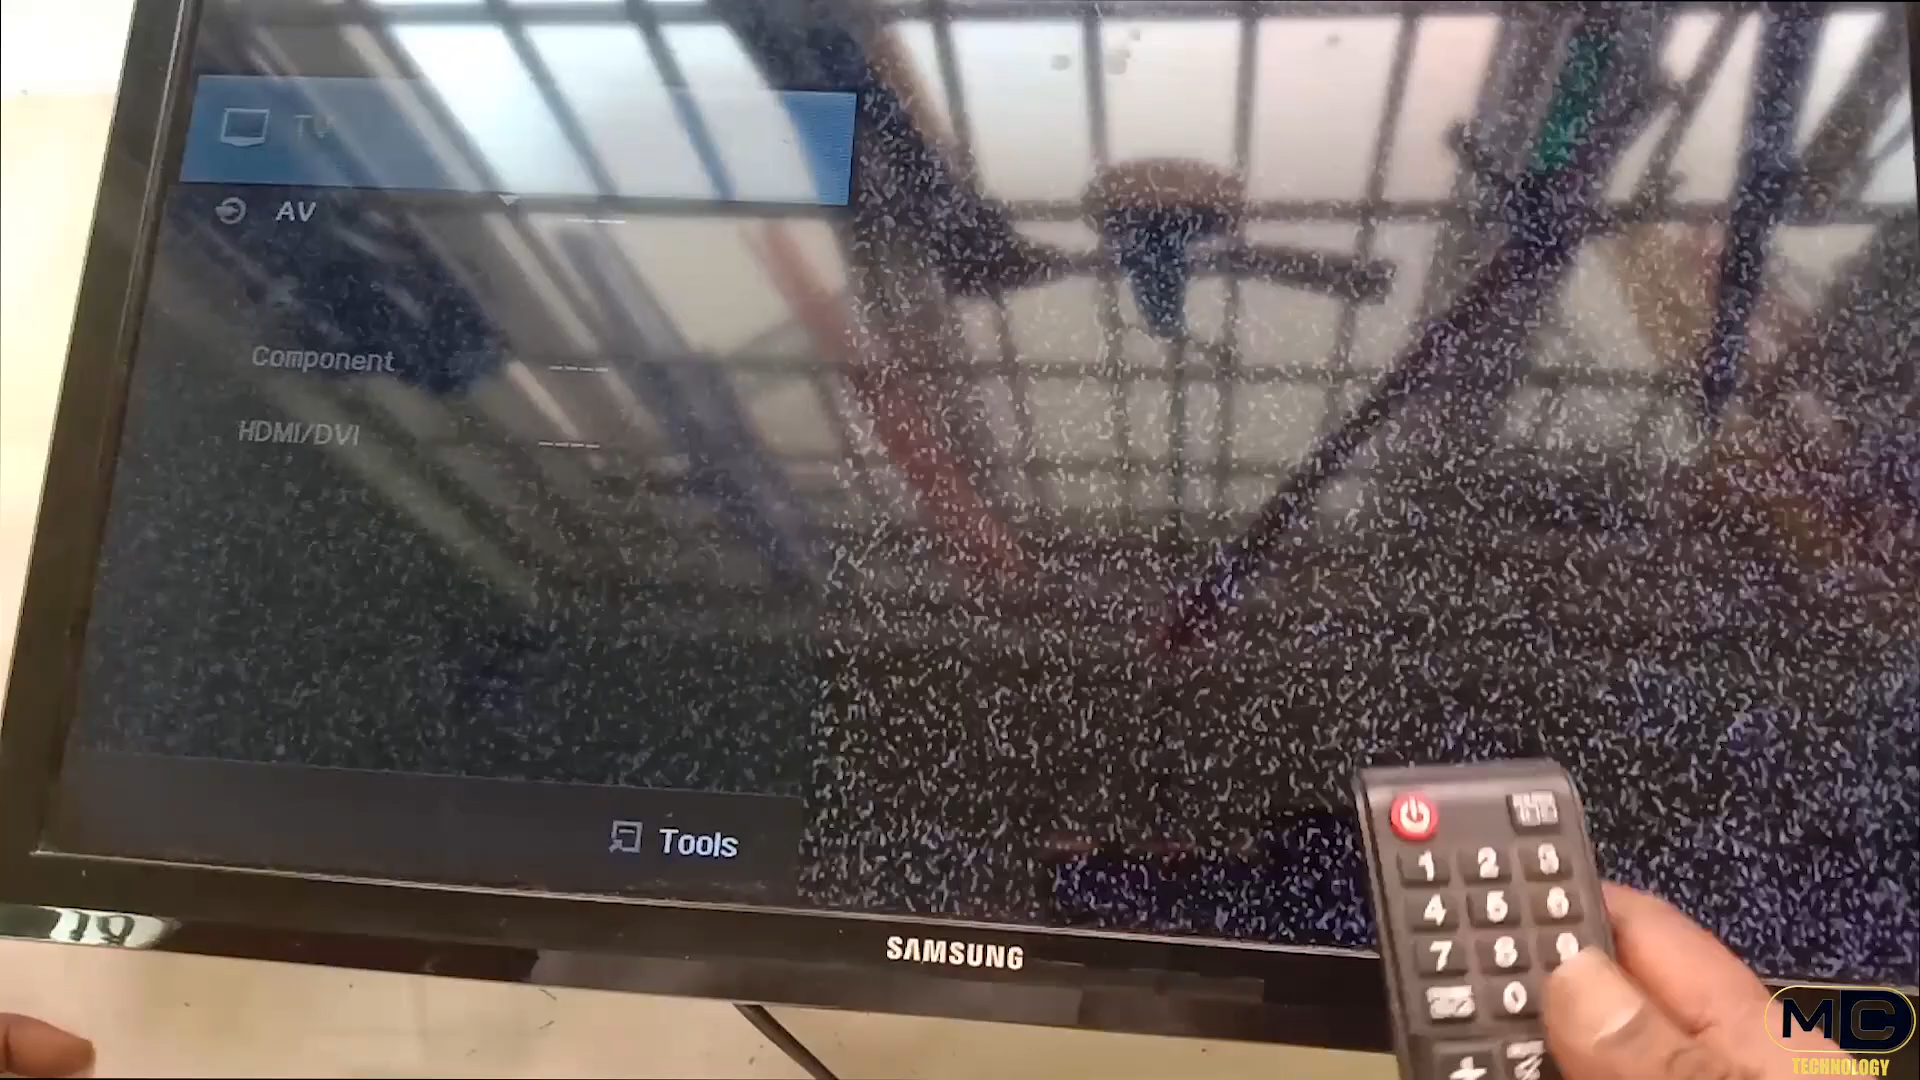 TV
AV
Component
HDMI/DVI
Tools
SAMSUNG
1 2 3
4 5 6
7 8 9
0
MC
TECHNOLOGY